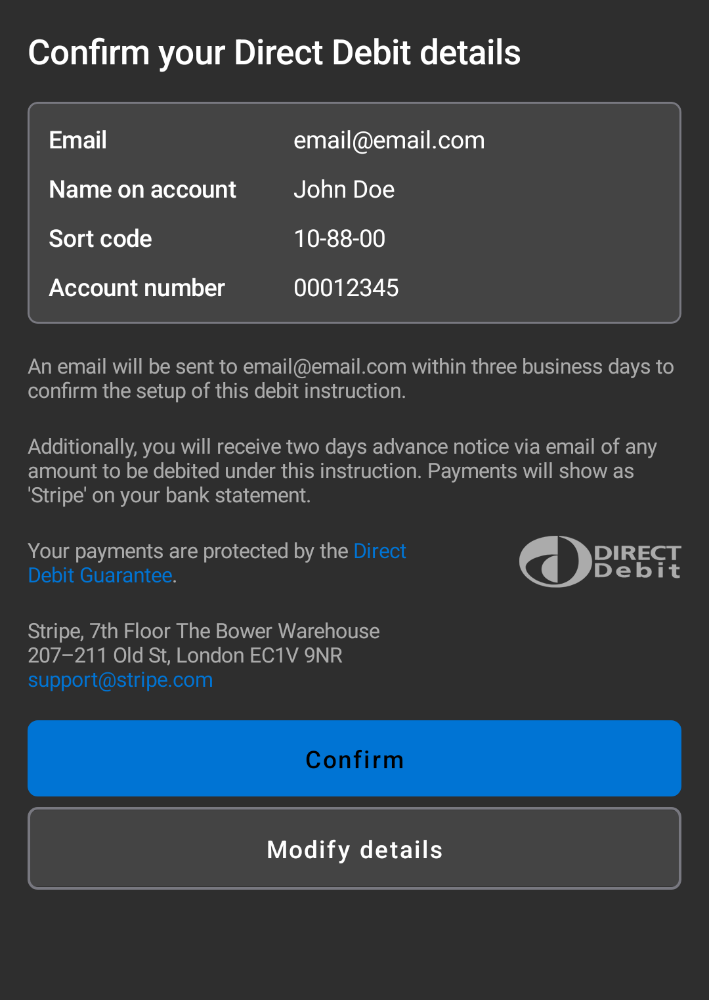 Confirm your Direct Debit details
Email email@email.com
Name on account John Doe
Sort code 10-88-00
Account number 00012345
An email will be sent to email@email.com within three business days to
confirm the setup of this debit instruction.
Additionally, you will receive two days advance notice via email of any
amount to be debited under this instruction. Payments will show as
'Stripe' on your bank statement.
Your payments are protected by the Direct
Debit Guarantee.
DIRECT
Debit
Stripe, 7th Floor The Bower Warehouse
207–211 Old St, London EC1V 9NR
support@stripe.com
Confirm
Modify details